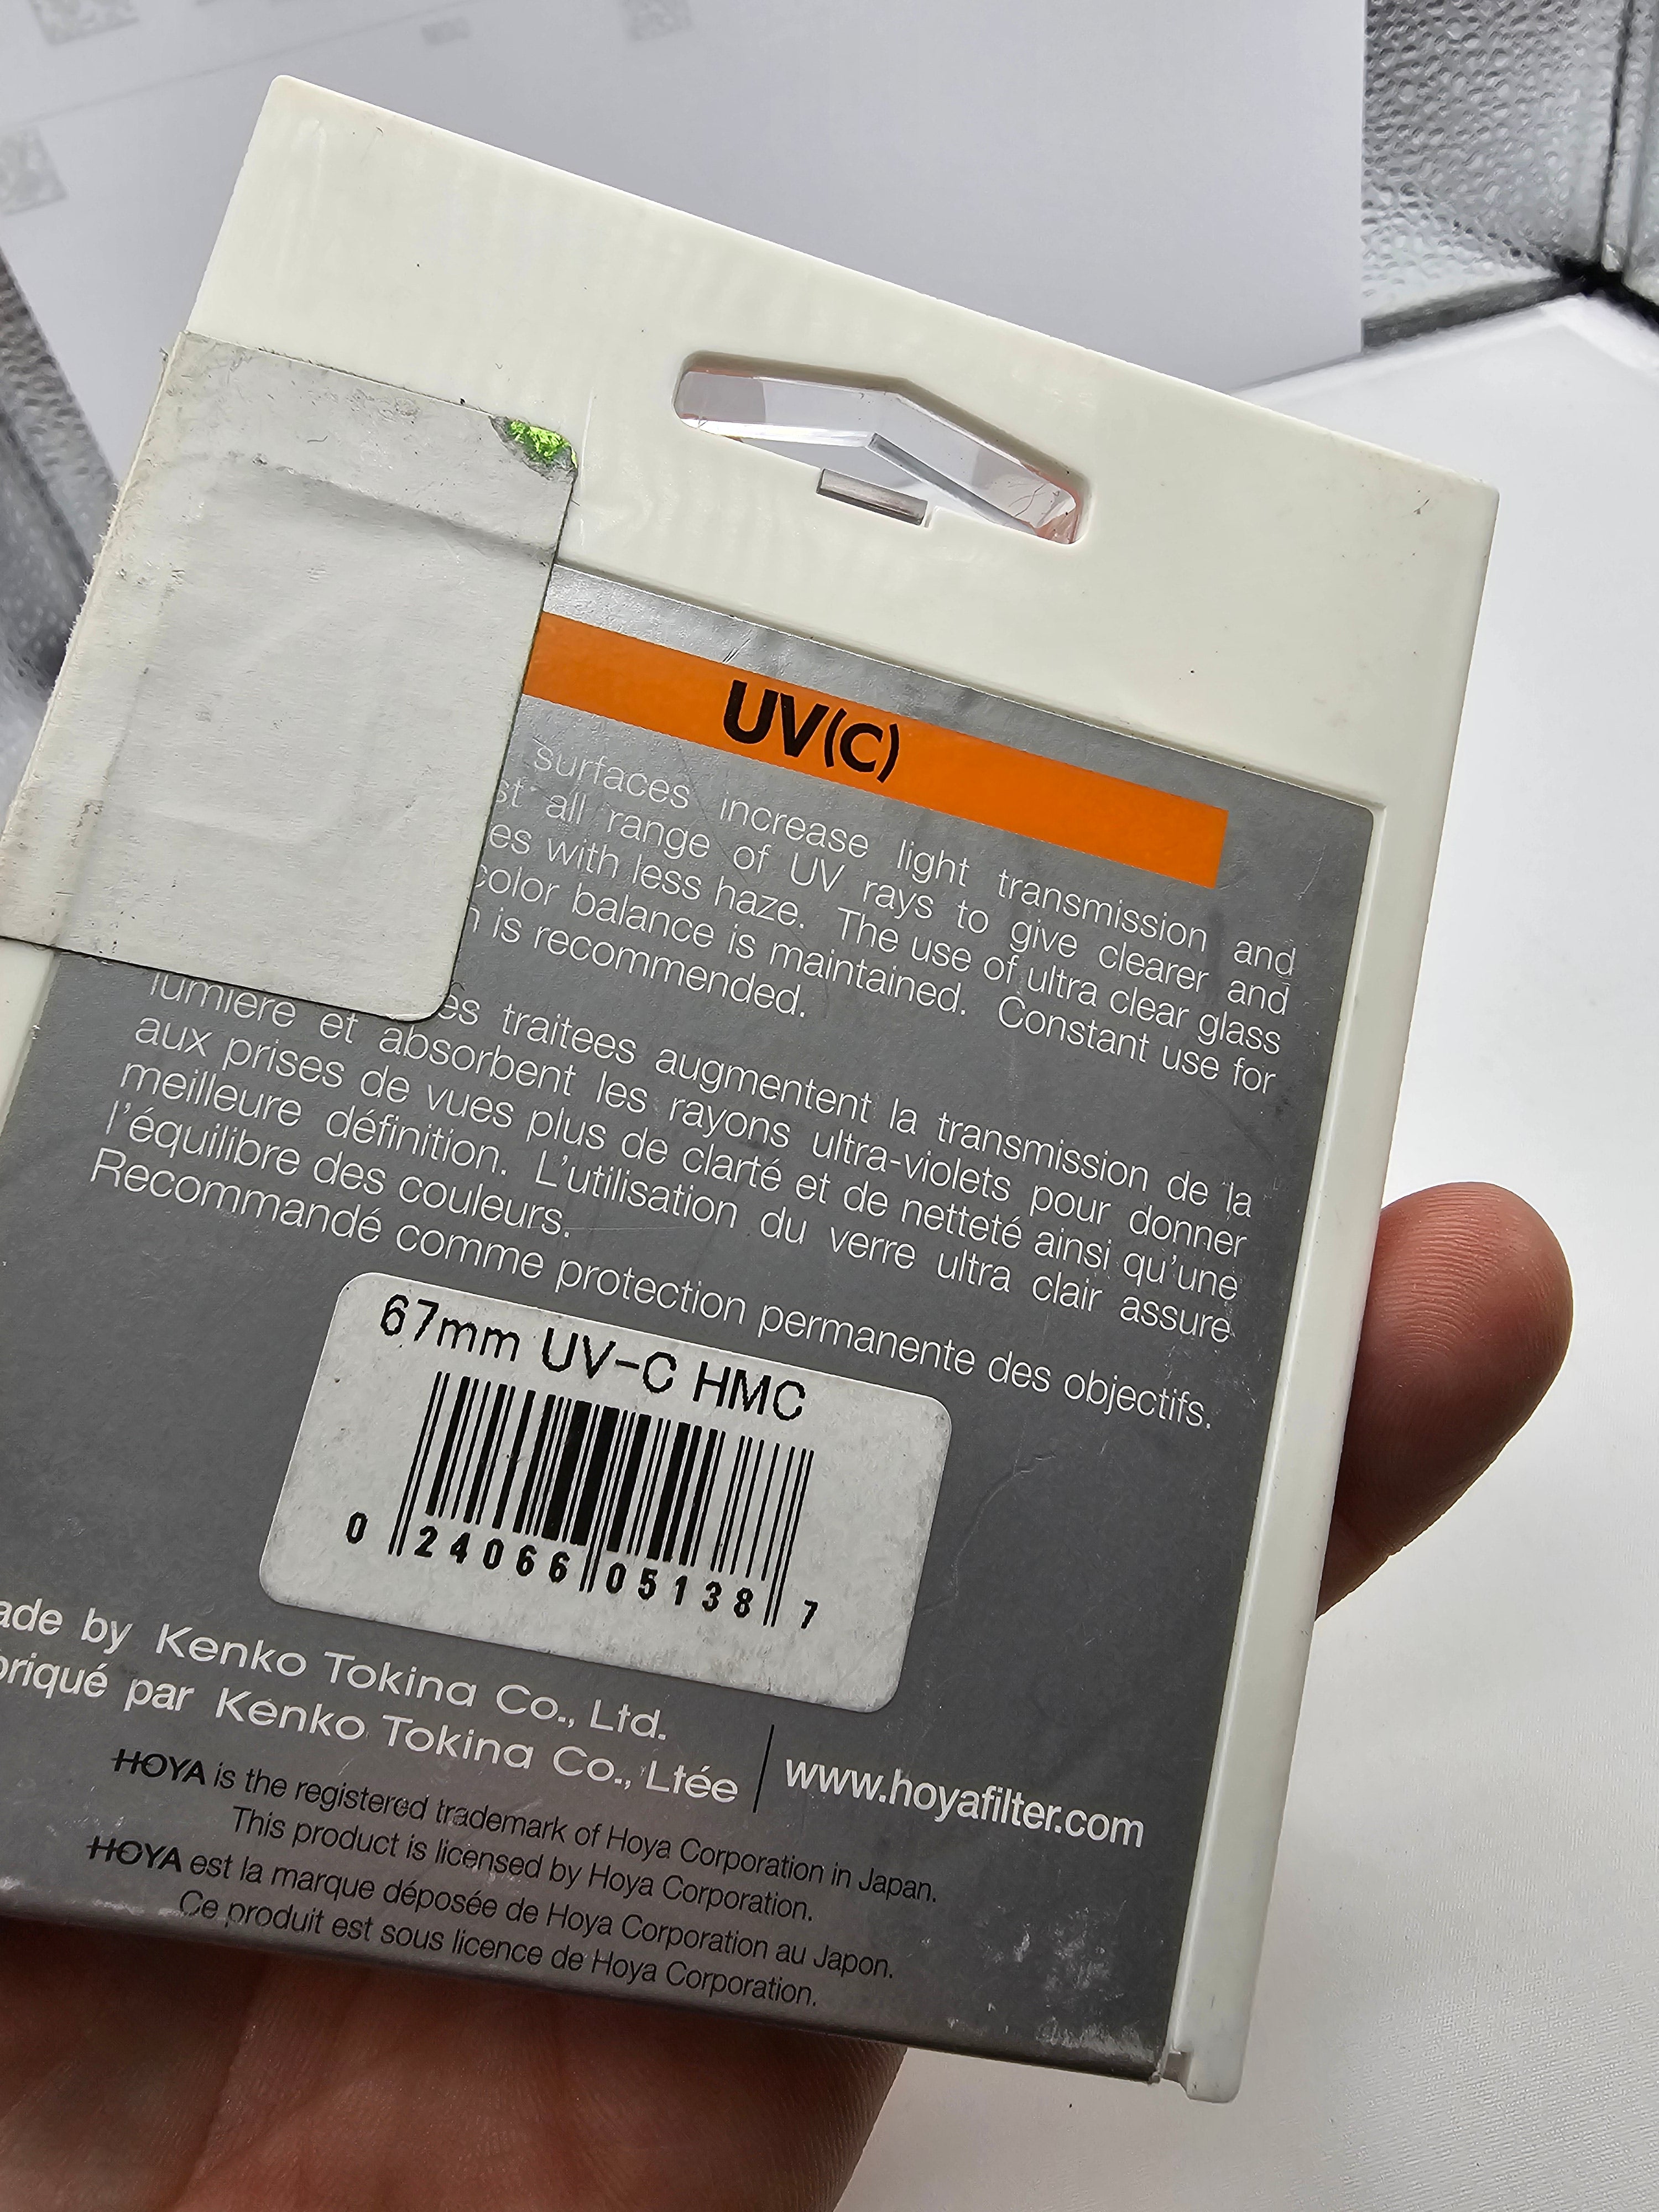 UV(C)
surfaces increase light transmission and
all range of UV rays to give clearer and
with less haze. The use of ultra clear glass
color balance is maintained. Constant use for
is recommended.
traitees augmentent la transmission de la
lumière et absorbent les rayons ultra-violets pour donner
aux prises de vues plus de clarté et de netteté ainsi qu'une
meilleure définition. L'utilisation du verre ultra clair assure
l'équilibre des couleurs.
Recommandé comme protection permanente des objectifs.
67mm UV-C HMC
0 24066 05138 7
by Kenko Tokina Co., Ltd.
par Kenko Tokina Co., Ltée
www.hoyafilter.com
HOYA is the registered trademark of Hoya Corporation in Japan.
This product is licensed by Hoya Corporation.
HOYA est la marque déposée de Hoya Corporation au Japon.
Ce produit est sous licence de Hoya Corporation.